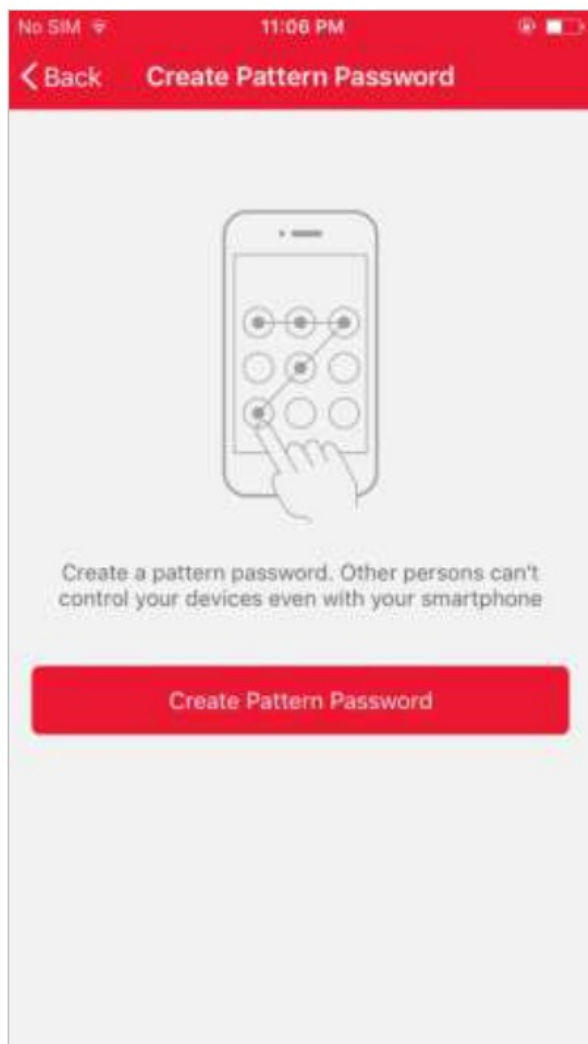 No SIM 11:06 PM
Back Create Pattern Password
Create a pattern password. Other persons can't
control your devices even with your smartphone
Create Pattern Password